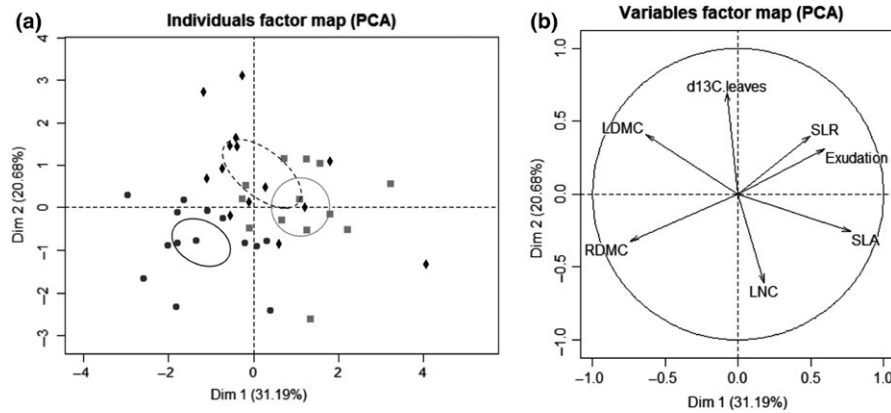 (a)
Individuals factor map (PCA)
4
3
2
1
0
−1
−2
−3
Dim 2 (20.68%)
−4
−2
0
2
4
Dim 1 (31.19%)
(b)
Variables factor map (PCA)
1.0
0.5
0.0
−0.5
−1.0
Dim 2 (20.68%)
d13C.leaves
LDMC
SLR
Exudation
RDMC
SLA
LNC
−1.0
−0.5
0.0
0.5
1.0
Dim 1 (31.19%)